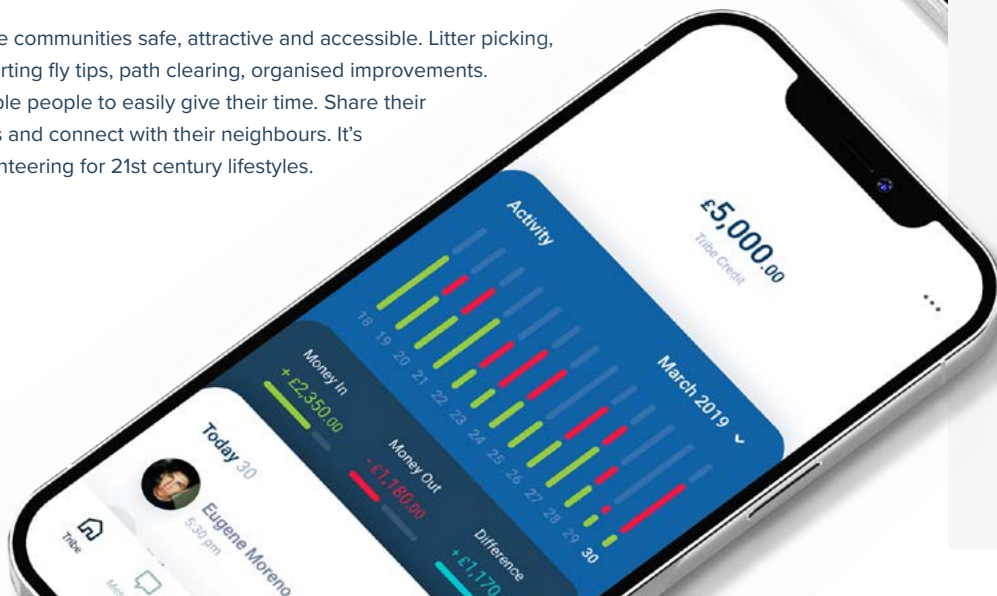 e communities safe, attractive and accessible. Litter picking,
rting fly tips, path clearing, organised improvements.
ble people to easily give their time. Share their
s and connect with their neighbours. It's
nteering for 21st century lifestyles.
£5,000.00
Tribe Credit
Activity
March 2019
18 19 20 21 22 23 24 25 26 27 28 29 30
Money In
+ £2,350.00
Money Out
- £1,180.00
Difference
+ £1,170
Today 30
Eugene Moreno
5:30 pm
Tribe